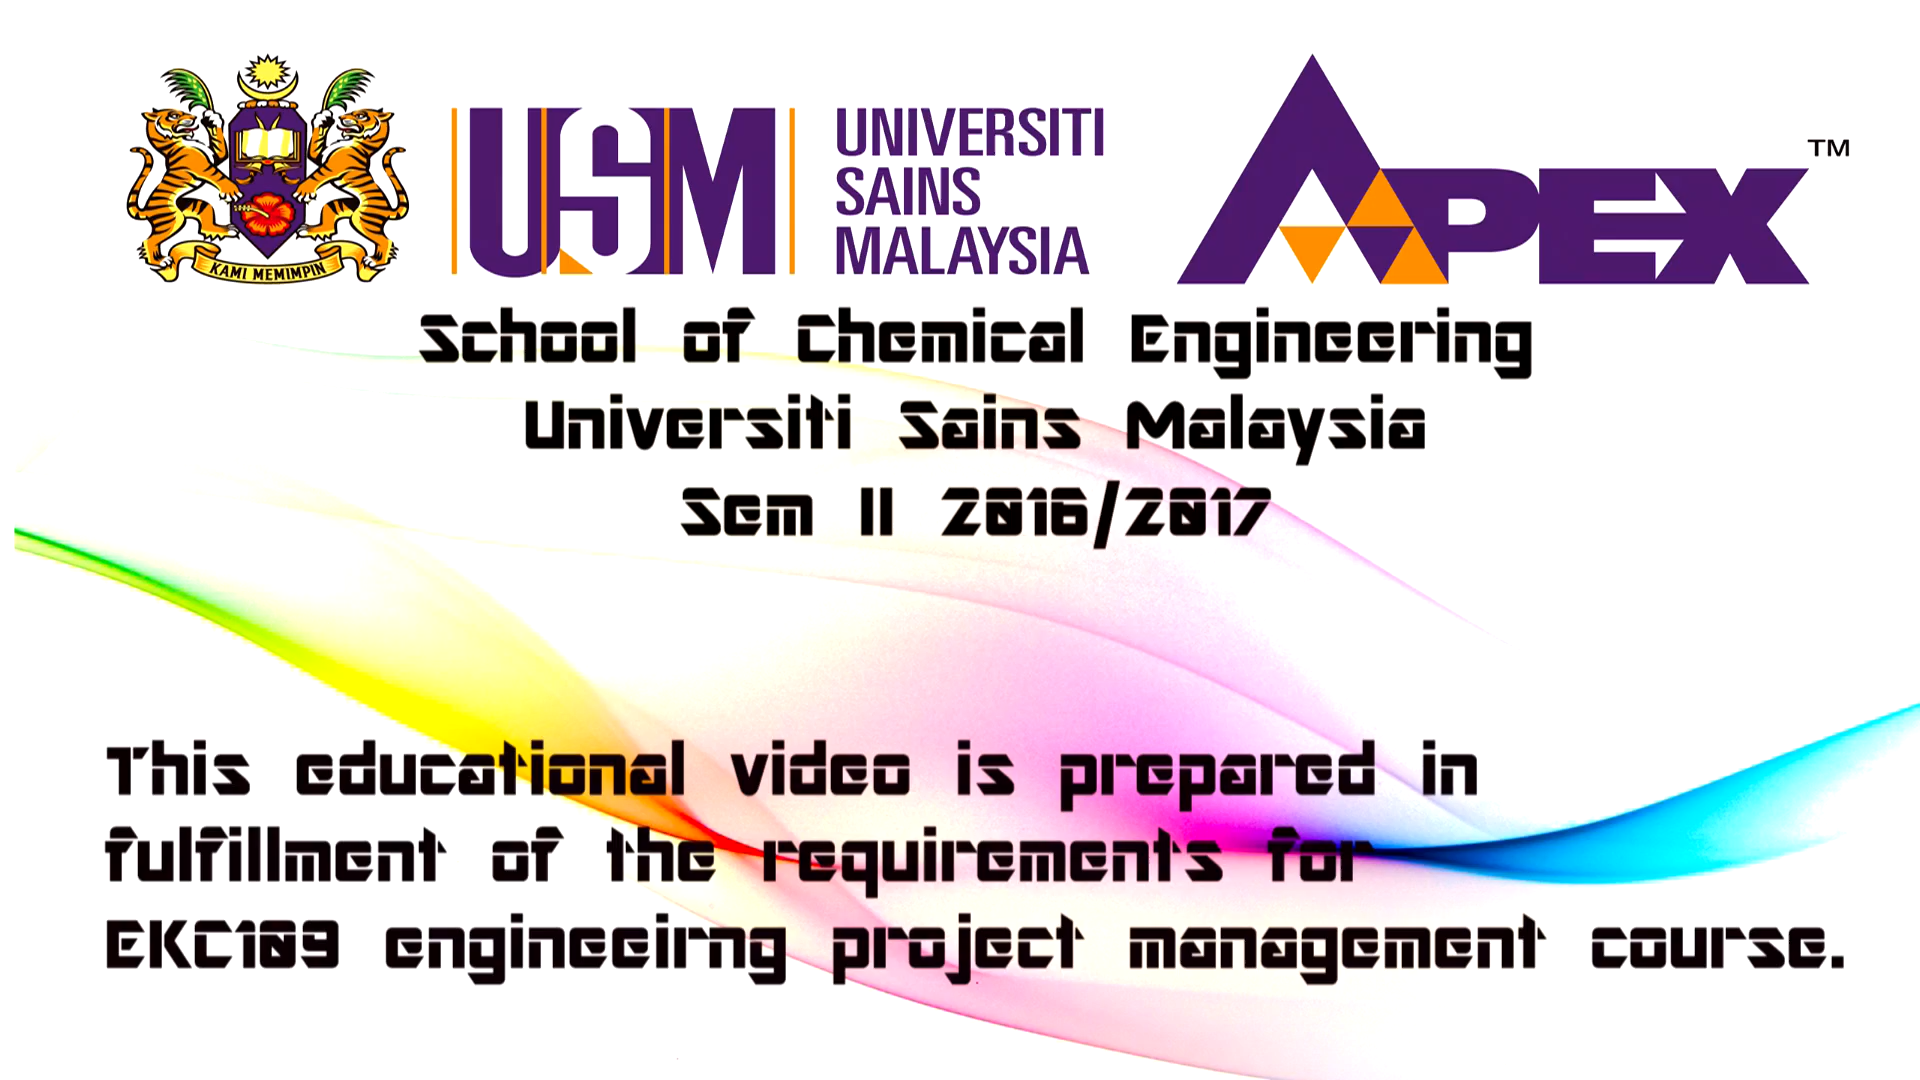 KAMI MEMIMPIN
USM
UNIVERSITI
SAINS
MALAYSIA
APEX
TM
School of Chemical Engineering
Universiti Sains Malaysia
Sem II 2016/2017
This educational video is prepared in
fulfillment of the requirements for
EKC109 engineeirng project management course.